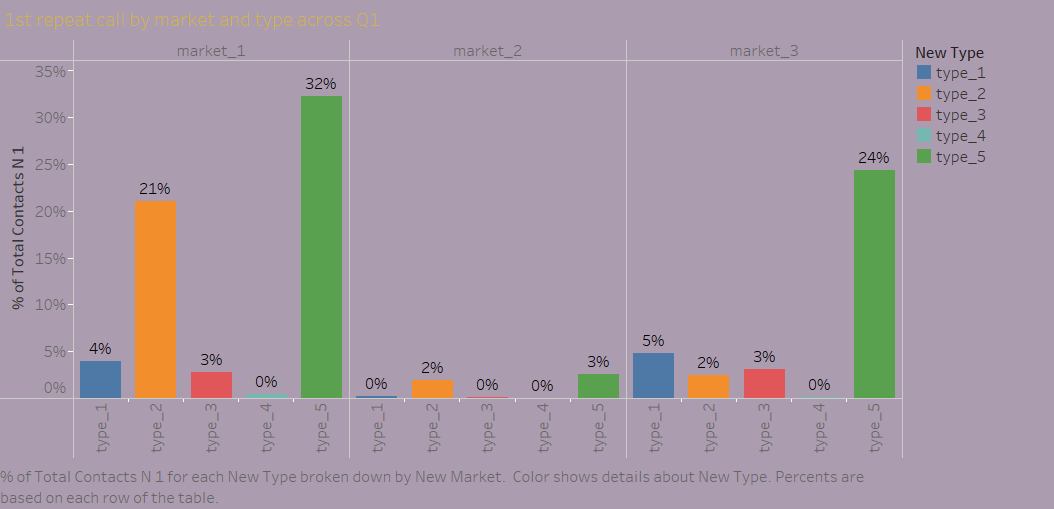 1st repeat call by market and type across Q1
market_1 market_2 market_3
New Type
type_1
type_2
type_3
type_4
type_5
% of Total Contacts N 1
35%
30%
25%
20%
15%
10%
5%
0%
4% 21% 3% 0% 32%
0% 2% 0% 0% 3%
5% 2% 3% 0% 24%
type_1 type_2 type_3 type_4 type_5 type_1 type_2 type_3 type_4 type_5 type_1 type_2 type_3 type_4 type_5
% of Total Contacts N 1 for each New Type broken down by New Market.  Color shows details about New Type. Percents are
based on each row of the table.